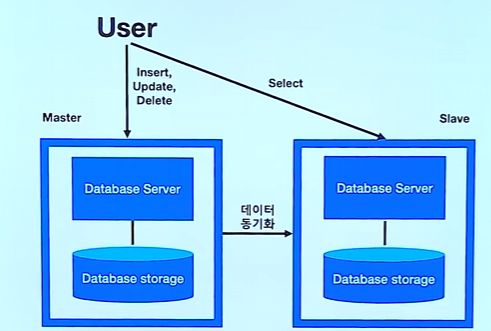 User
Insert,
Update,
Delete
Select
Master
Slave
Database Server
Database Server
데이터
동기화
Database storage
Database storage